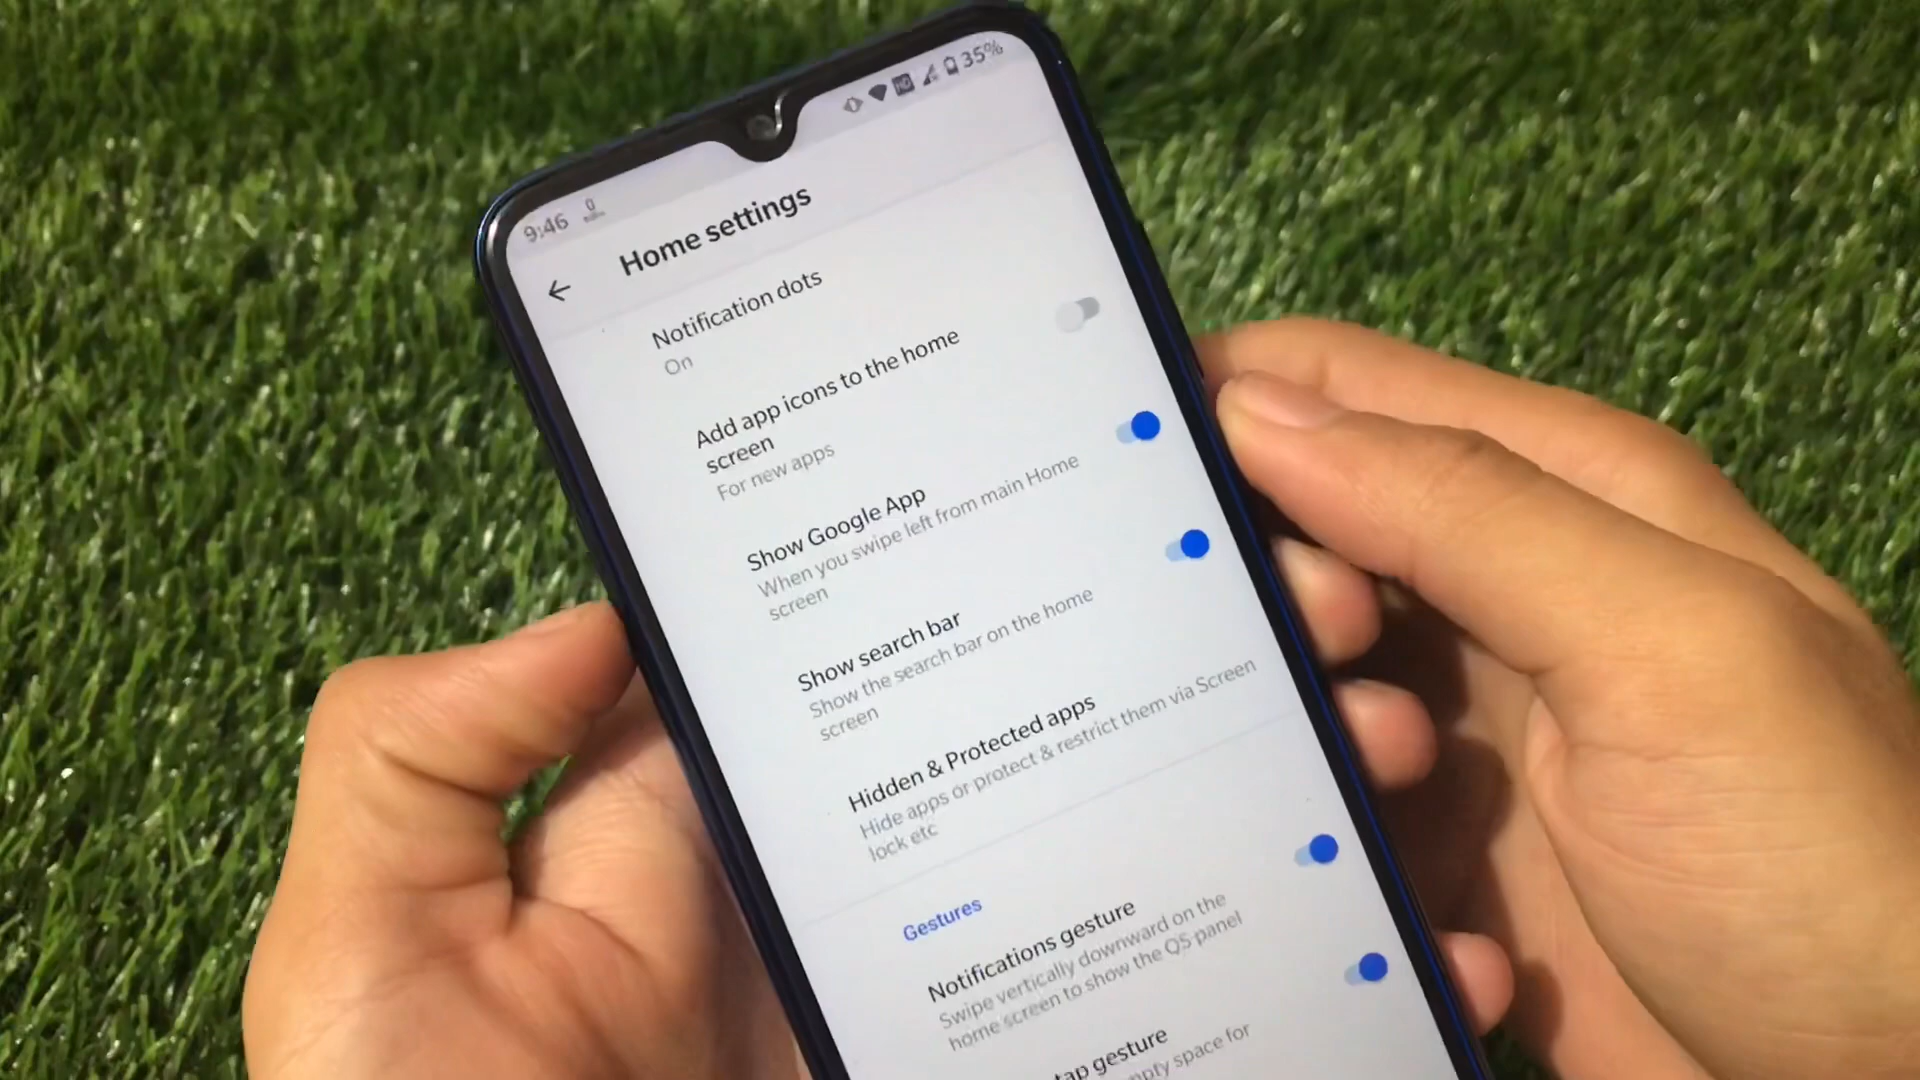 9:46
0
35%
Home settings
Notification dots
On
Add app icons to the home
screen
For new apps
Show Google App
When you swipe left from main Home
screen
Show search bar
Show the search bar on the home
screen
Hidden & Protected apps
Hide apps or protect & restrict them via Screen
lock etc
Gestures
Notifications gesture
Swipe vertically downward on the
home screen to show the QS panel
tap gesture
space for